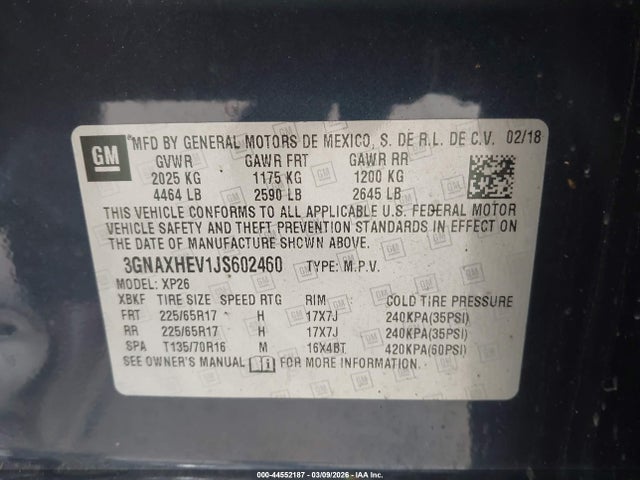 GM
*MFD BY GENERAL MOTORS DE MEXICO, S. DE R.L. DE C.V. 02/18
GVWR GAWR FRT GAWR RR
2025 KG 1175 KG 1200 KG
4464 LB 2590 LB 2645 LB
THIS VEHICLE CONFORMS TO ALL APPLICABLE U.S. FEDERAL MOTOR
VEHICLE SAFETY AND THEFT PREVENTION STANDARDS IN EFFECT ON THE
DATE OF MANUFACTURE SHOWN ABOVE.
3GNAXHEV1JS602460 TYPE: M.P.V.
MODEL: XP26
XBKF TIRE SIZE SPEED RTG RIM COLD TIRE PRESSURE
FRT 225/65R17 H 17X7J 240KPA(35PSI)
RR 225/65R17 H 17X7J 240KPA(35PSI)
SPA T135/70R16 M 16X4BT 420KPA(60PSI)
SEE OWNER'S MANUAL FOR MORE INFORMATION.
000-44552187 - 03/09/2026 - IAA Inc.